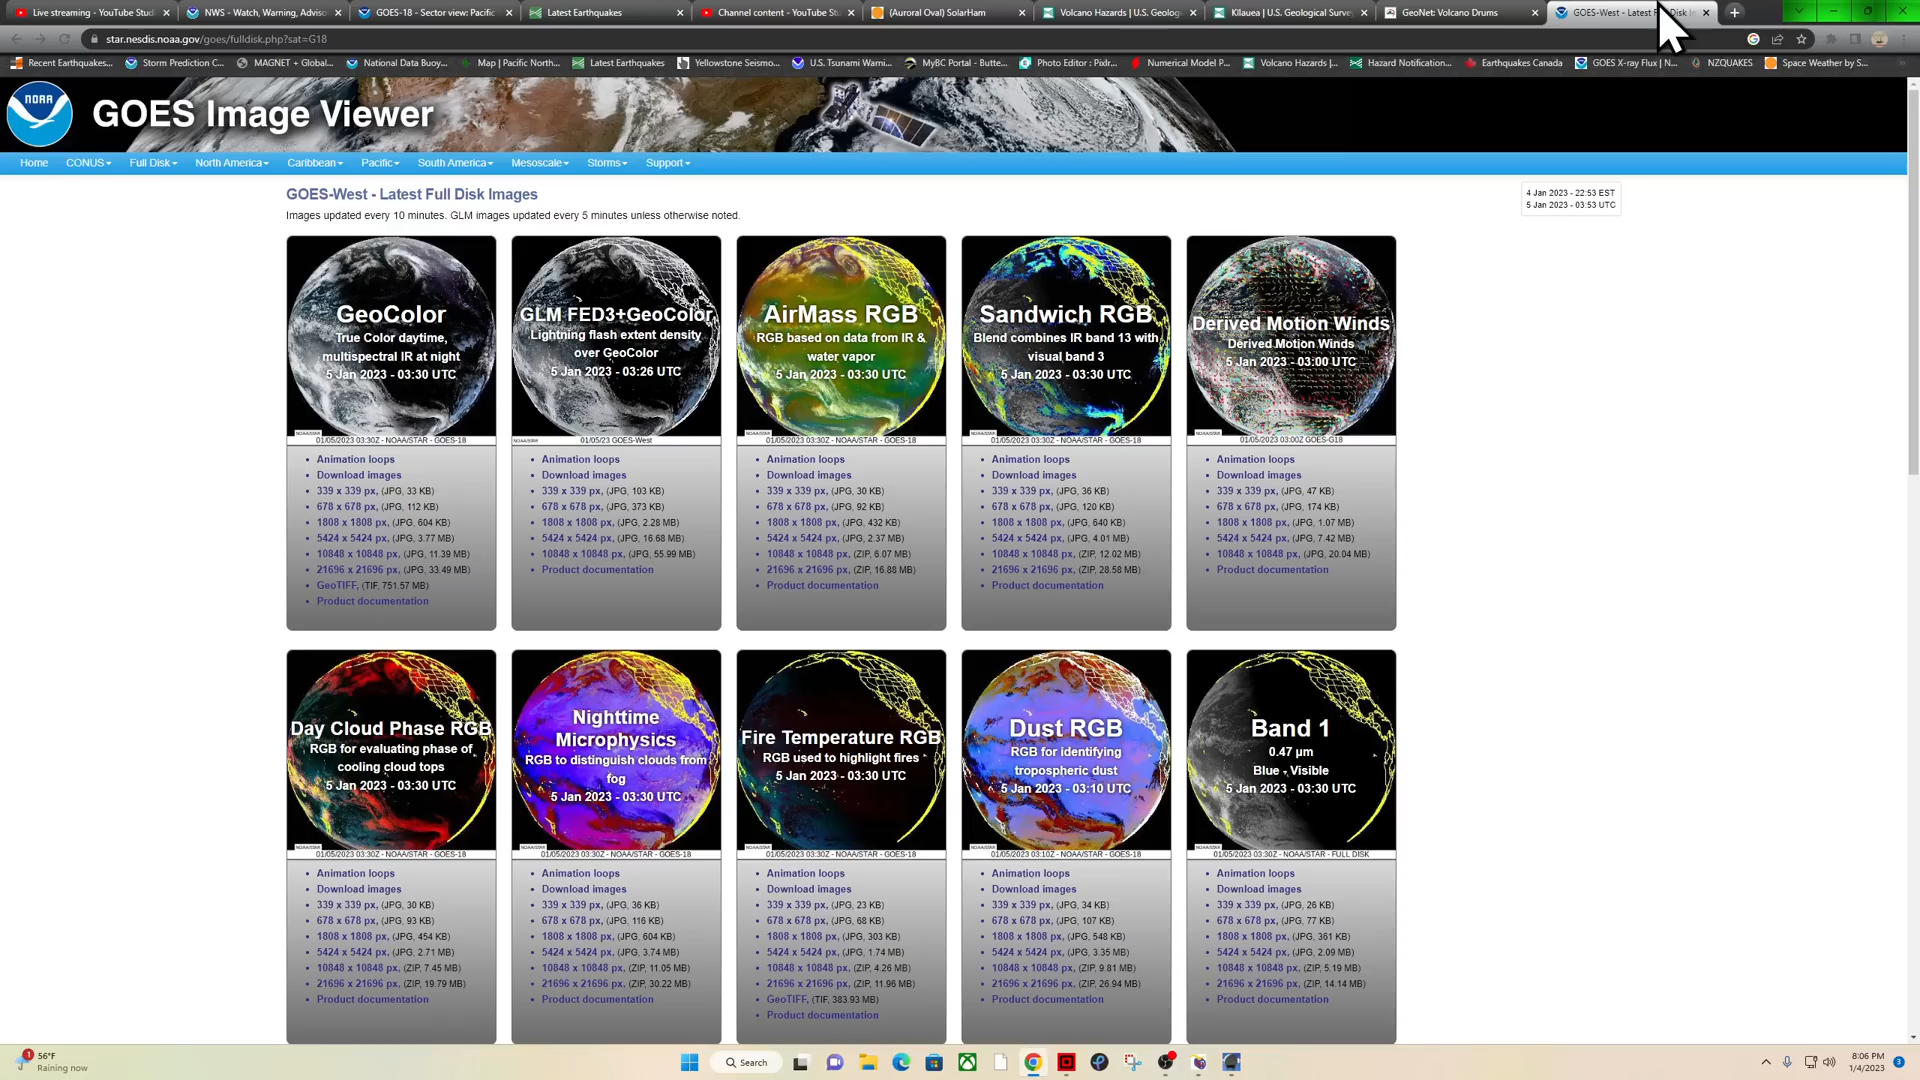 Live streaming - YouTube Studi
NWS - Watch, Warning, Adviso
GOES-18 - Sector view: Pacific
Latest Earthquakes
Channel content - YouTube Stu
(Auroral Oval) SolarHam
Volcano Hazards | U.S. Geolog
Kilauea | U.S. Geological Survey
GeoNet: Volcano Drums
GOES-West - Latest
star.nesdis.noaa.gov/goes/fulldisk.php?sat=G18
Recent Earthquakes...
Storm Prediction C...
MAGNET + Global...
National Data Buoy...
Map | Pacific North...
Latest Earthquakes
Yellowstone Seismo...
U.S. Tsunami Warni...
MyBC Portal - Butte...
Photo Editor : Pixlr...
Numerical Model P...
Volcano Hazards |...
Hazard Notification...
Earthquakes Canada
GOES X-ray Flux | N...
NZQUAKES
Space Weather by S...
NOAA
GOES Image Viewer
Home CONUS Full Disk North America Caribbean Pacific South America Mesoscale Storms Support
GOES-West - Latest Full Disk Images
Images updated every 10 minutes. GLM images updated every 5 minutes unless otherwise noted.
4 Jan 2023 - 22:53 EST
5 Jan 2023 - 03:53 UTC
GeoColor
True Color daytime,
multispectral IR at night
5 Jan 2023 - 03:30 UTC
NOAA/STAR
01/05/2023 03:30Z - NOAA/STAR - GOES-18
Animation loops
Download images
339 x 339 px, (JPG, 33 KB)
678 x 678 px, (JPG, 112 KB)
1808 x 1808 px, (JPG, 604 KB)
5424 x 5424 px, (JPG, 3.77 MB)
10848 x 10848 px, (JPG, 11.39 MB)
21696 x 21696 px, (JPG, 33.49 MB)
GeoTIFF, (TIF, 751.57 MB)
Product documentation
GLM FED3+GeoColor
Lightning flash extent density
over GeoColor
5 Jan 2023 - 03:26 UTC
NOAA/STAR
01/05/23 GOES-West
Animation loops
Download images
339 x 339 px, (JPG, 103 KB)
678 x 678 px, (JPG, 373 KB)
1808 x 1808 px, (JPG, 2.28 MB)
5424 x 5424 px, (JPG, 16.68 MB)
10848 x 10848 px, (JPG, 55.99 MB)
Product documentation
AirMass RGB
RGB based on data from IR &
water vapor
5 Jan 2023 - 03:30 UTC
NOAA/STAR
01/05/2023 03:30Z - NOAA/STAR - GOES-18
Animation loops
Download images
339 x 339 px, (JPG, 30 KB)
678 x 678 px, (JPG, 92 KB)
1808 x 1808 px, (JPG, 432 KB)
5424 x 5424 px, (JPG, 2.37 MB)
10848 x 10848 px, (ZIP, 6.07 MB)
21696 x 21696 px, (ZIP, 16.88 MB)
Product documentation
Sandwich RGB
Blend combines IR band 13 with
visual band 3
5 Jan 2023 - 03:30 UTC
NOAA/STAR
01/05/2023 03:30Z - NOAA/STAR - GOES-18
Animation loops
Download images
339 x 339 px, (JPG, 36 KB)
678 x 678 px, (JPG, 120 KB)
1808 x 1808 px, (JPG, 640 KB)
5424 x 5424 px, (JPG, 4.01 MB)
10848 x 10848 px, (ZIP, 12.02 MB)
21696 x 21696 px, (ZIP, 28.58 MB)
Product documentation
Derived Motion Winds
Derived Motion Winds
5 Jan 2023 - 03:00 UTC
NOAA/STAR
01/05/2023 03:00Z GOES-G18
Animation loops
Download images
339 x 339 px, (JPG, 47 KB)
678 x 678 px, (JPG, 174 KB)
1808 x 1808 px, (JPG, 1.07 MB)
5424 x 5424 px, (JPG, 7.42 MB)
10848 x 10848 px, (JPG, 20.04 MB)
Product documentation
Day Cloud Phase RGB
RGB for evaluating phase of
cooling cloud tops
5 Jan 2023 - 03:30 UTC
NOAA/STAR
01/05/2023 03:30Z - NOAA/STAR - GOES-18
Animation loops
Download images
339 x 339 px, (JPG, 30 KB)
678 x 678 px, (JPG, 93 KB)
1808 x 1808 px, (JPG, 454 KB)
5424 x 5424 px, (JPG, 2.71 MB)
10848 x 10848 px, (ZIP, 7.45 MB)
21696 x 21696 px, (ZIP, 19.79 MB)
Product documentation
Nighttime
Microphysics
RGB to distinguish clouds from
fog
5 Jan 2023 - 03:30 UTC
NOAA/STAR
01/05/2023 03:30Z - NOAA/STAR - GOES-18
Animation loops
Download images
339 x 339 px, (JPG, 36 KB)
678 x 678 px, (JPG, 116 KB)
1808 x 1808 px, (JPG, 604 KB)
5424 x 5424 px, (JPG, 3.74 MB)
10848 x 10848 px, (ZIP, 11.05 MB)
21696 x 21696 px, (ZIP, 30.22 MB)
Product documentation
Fire Temperature RGB
RGB used to highlight fires
5 Jan 2023 - 03:30 UTC
NOAA/STAR
01/05/2023 03:30Z - NOAA/STAR - GOES-18
Animation loops
Download images
339 x 339 px, (JPG, 23 KB)
678 x 678 px, (JPG, 68 KB)
1808 x 1808 px, (JPG, 303 KB)
5424 x 5424 px, (JPG, 1.74 MB)
10848 x 10848 px, (ZIP, 4.26 MB)
21696 x 21696 px, (ZIP, 11.96 MB)
GeoTIFF, (TIF, 383.93 MB)
Product documentation
Dust RGB
RGB for identifying
tropospheric dust
5 Jan 2023 - 03:10 UTC
NOAA/STAR
01/05/2023 03:10Z - NOAA/STAR - GOES-18
Animation loops
Download images
339 x 339 px, (JPG, 34 KB)
678 x 678 px, (JPG, 107 KB)
1808 x 1808 px, (JPG, 548 KB)
5424 x 5424 px, (JPG, 3.35 MB)
10848 x 10848 px, (ZIP, 9.81 MB)
21696 x 21696 px, (ZIP, 26.94 MB)
Product documentation
Band 1
0.47 µm
Blue - Visible
5 Jan 2023 - 03:30 UTC
NOAA/STAR
01/05/2023 03:30Z - NOAA/STAR - FULL DISK
Animation loops
Download images
339 x 339 px, (JPG, 26 KB)
678 x 678 px, (JPG, 77 KB)
1808 x 1808 px, (JPG, 361 KB)
5424 x 5424 px, (JPG, 2.09 MB)
10848 x 10848 px, (ZIP, 5.19 MB)
21696 x 21696 px, (ZIP, 14.14 MB)
Product documentation
1
56°F
Raining now
Search
8:06 PM
1/4/2023
3